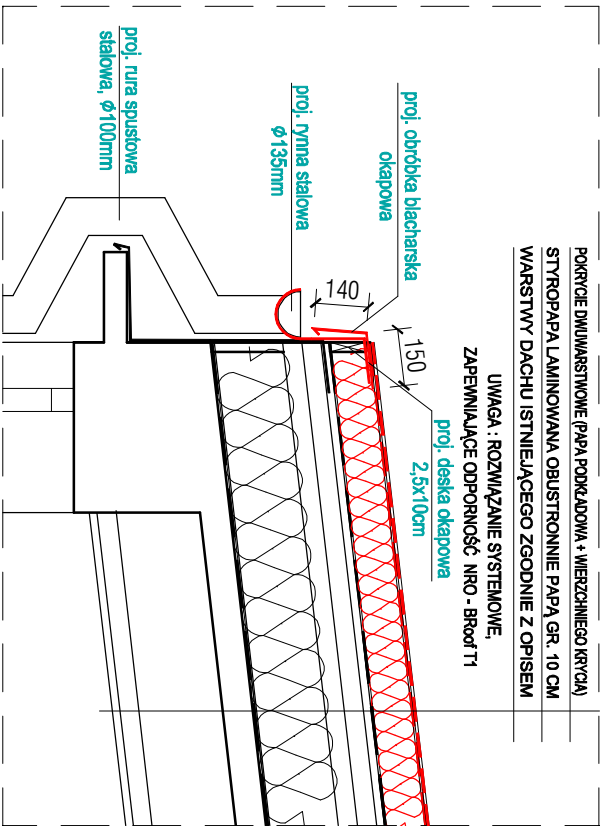 POKRYCIE DWUWARSTWOWE (PAPA PODKŁADOWA + WIERZCHNIEGO KRYCIA)
STYROPAPA LAMINOWANA OBUSTRONNIE PAPĄ GR. 10 CM
WARSTWY DACHU ISTNIEJĄCEGO ZGODNIE Z OPISEM
UWAGA : ROZWIĄZANIE SYSTEMOWE,
ZAPEWNIAJĄCE ODPORNOŚĆ NRO - BRoof T1
proj. obróbka blacharska
okapowa
150
proj. deska okapowa
2,5x10cm
140
proj. rynna stalowa
ϕ135mm
proj. rura spustowa
stalowa, ϕ100mm